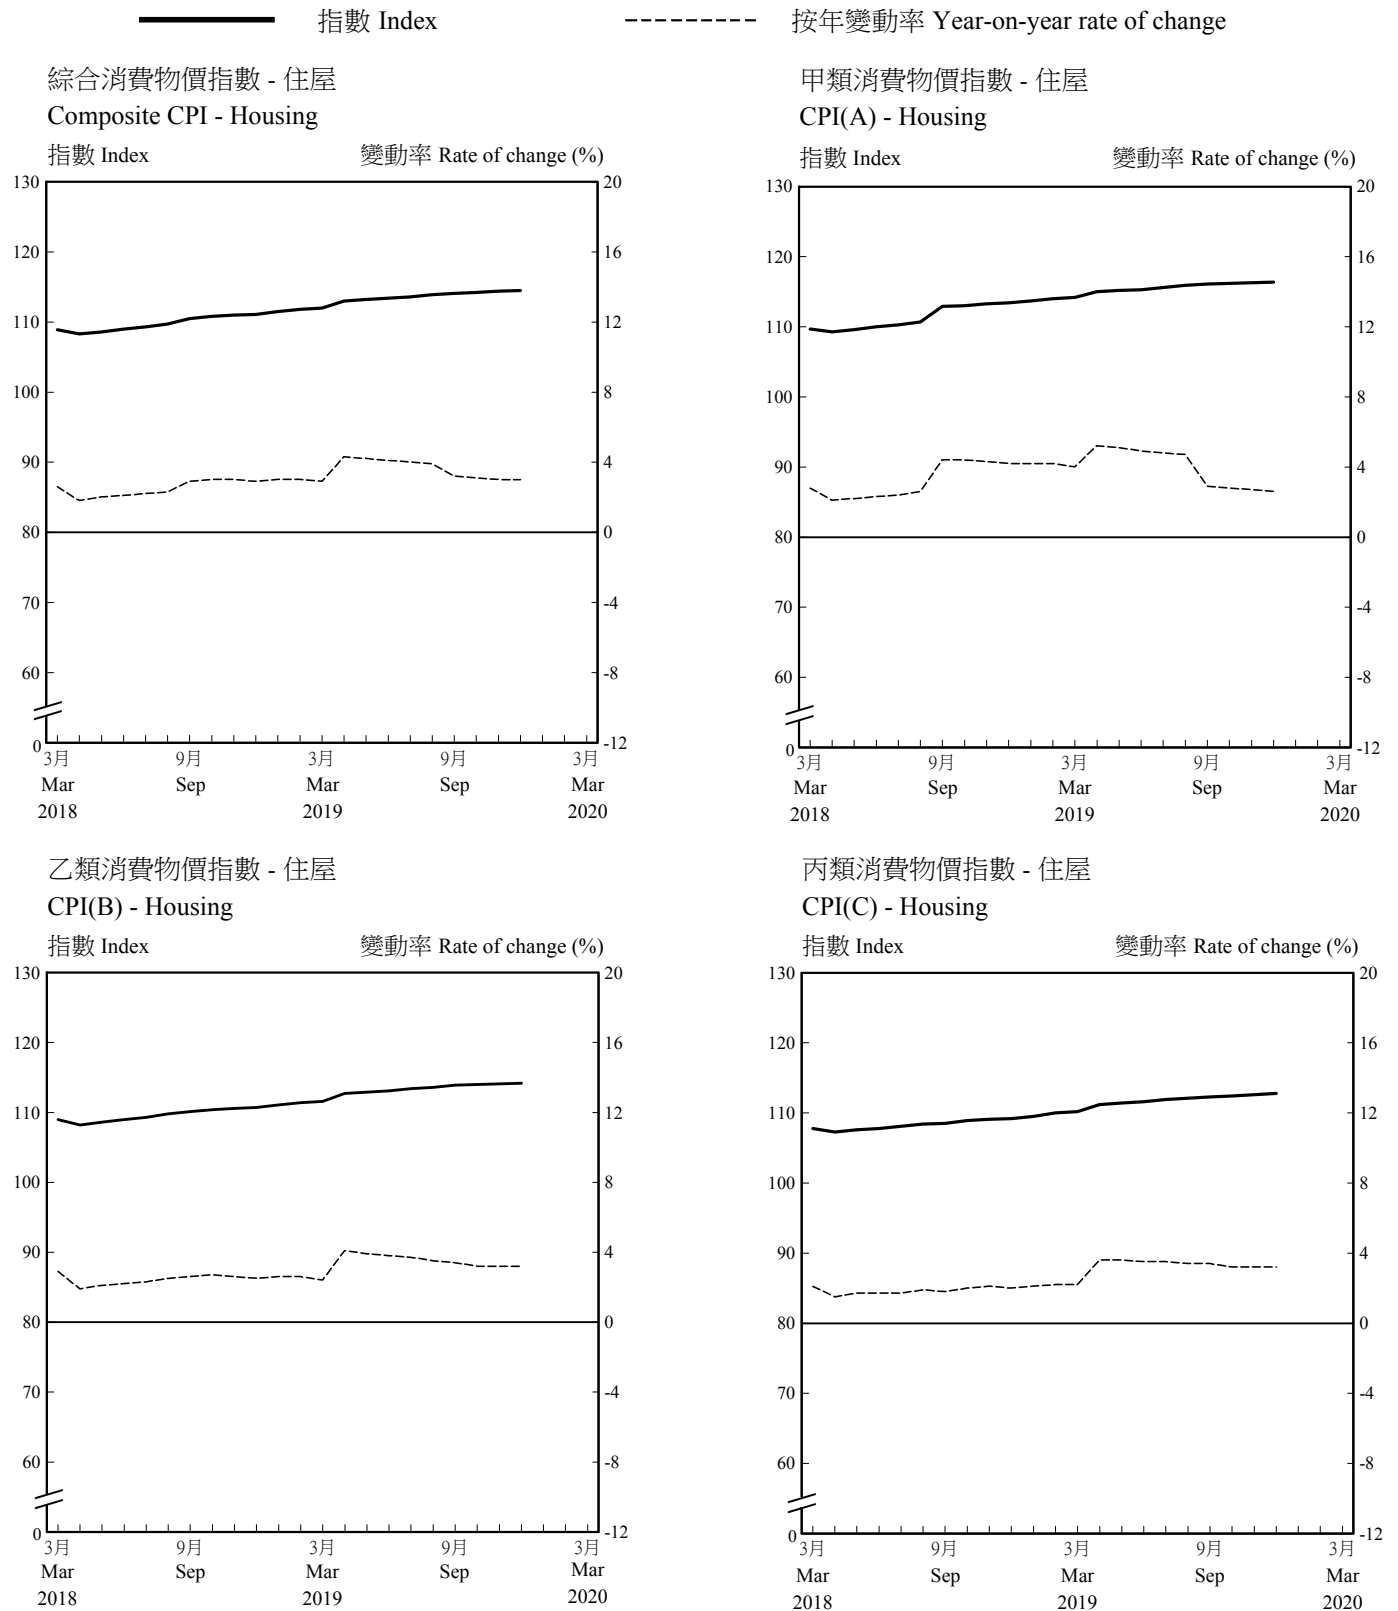 指數 Index
按年變動率 Year-on-year rate of change
綜合消費物價指數 - 住屋
Composite CPI - Housing
指數 Index
變動率 Rate of change (%)
130
120
110
100
90
80
70
60
0
20
16
12
8
4
0
-4
-8
-12
3月
9月
3月
9月
3月
Mar
Sep
Mar
Sep
Mar
2018
2019
2020
甲類消費物價指數 - 住屋
CPI(A) - Housing
指數 Index
變動率 Rate of change (%)
130
120
110
100
90
80
70
60
0
20
16
12
8
4
0
-4
-8
-12
3月
9月
3月
9月
3月
Mar
Sep
Mar
Sep
Mar
2018
2019
2020
乙類消費物價指數 - 住屋
CPI(B) - Housing
指數 Index
變動率 Rate of change (%)
130
120
110
100
90
80
70
60
0
20
16
12
8
4
0
-4
-8
-12
3月
9月
3月
9月
3月
Mar
Sep
Mar
Sep
Mar
2018
2019
2020
丙類消費物價指數 - 住屋
CPI(C) - Housing
指數 Index
變動率 Rate of change (%)
130
120
110
100
90
80
70
60
0
20
16
12
8
4
0
-4
-8
-12
3月
9月
3月
9月
3月
Mar
Sep
Mar
Sep
Mar
2018
2019
2020